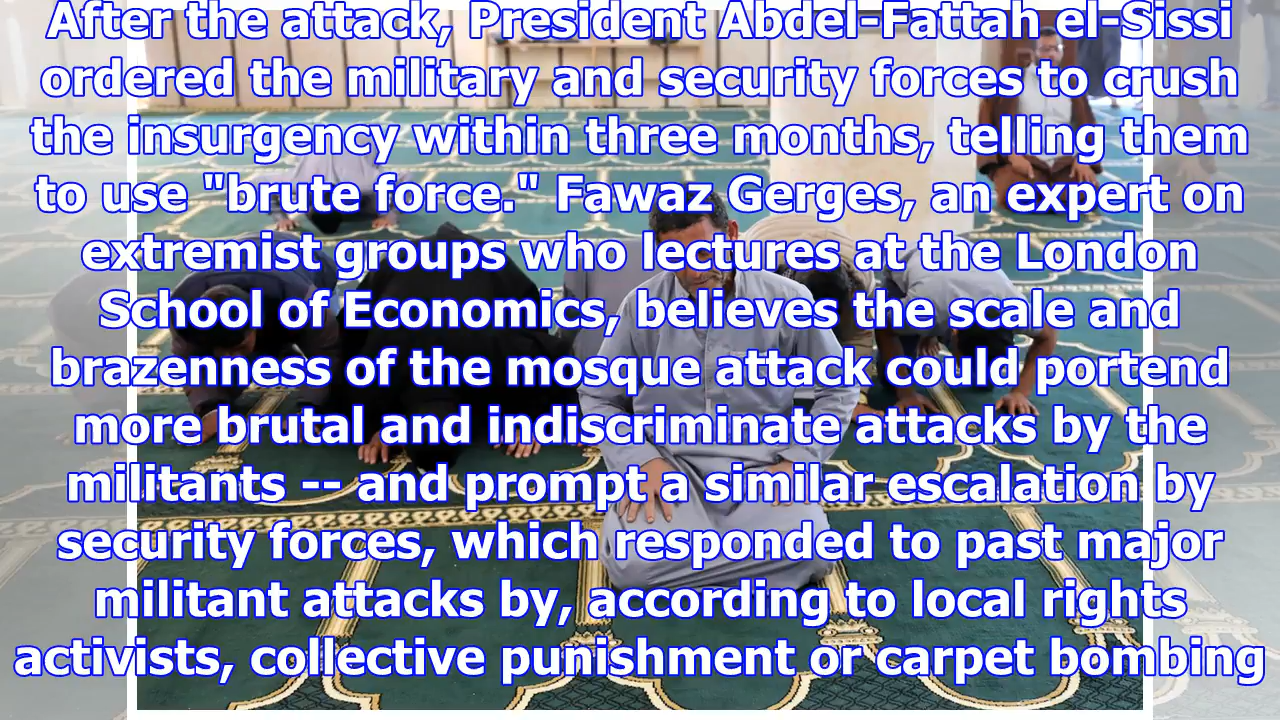 After the attack, President Abdel-Fattah el-Sissi
ordered the military and security forces to crush
the insurgency within three months, telling them
to use "brute force." Fawaz Gerges, an expert on
extremist groups who lectures at the London
School of Economics, believes the scale and
brazenness of the mosque attack could portend
more brutal and indiscriminate attacks by the
militants -- and prompt a similar escalation by
security forces, which responded to past major
militant attacks by, according to local rights
activists, collective punishment or carpet bombing